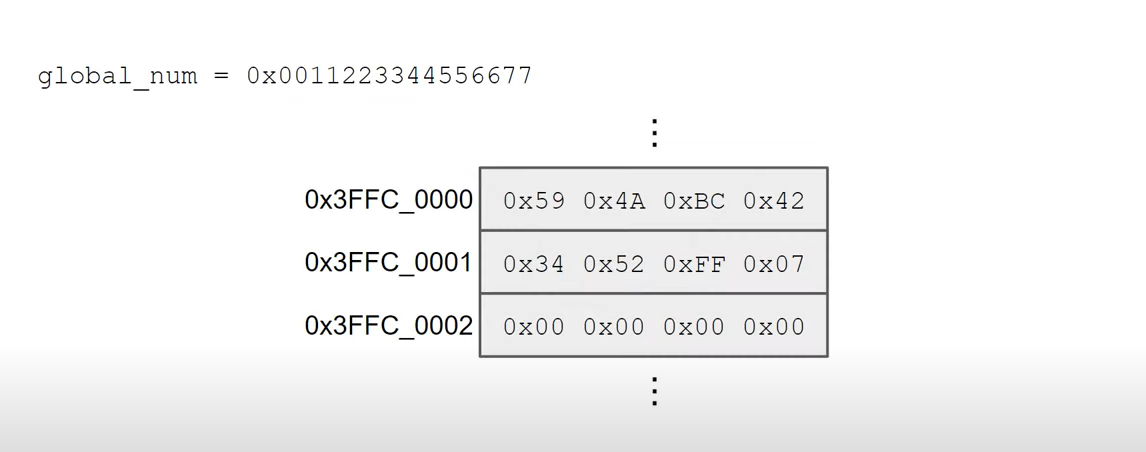 global_num = 0x0011223344556677
0x3FFC_0000 0x59 0x4A 0xBC 0x42
0x3FFC_0001 0x34 0x52 0xFF 0x07
0x3FFC_0002 0x00 0x00 0x00 0x00